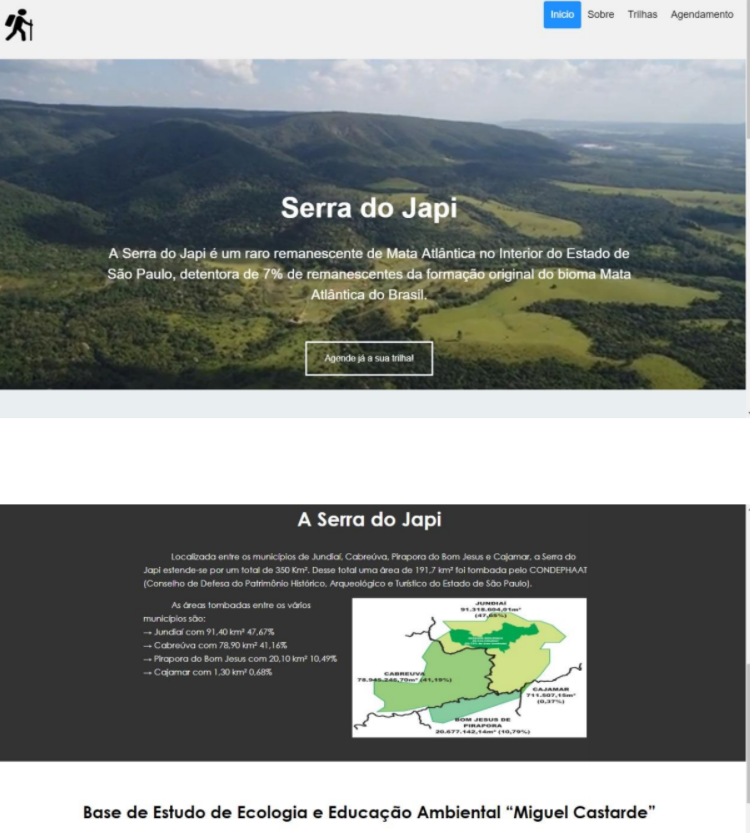 Inicio Sobre Trilhas Agendamento
Serra do Japi
A Serra do Japi é um raro remanescente de Mata Atlântica no Interior do Estado de
São Paulo, detentora de 7% de remanescentes da formação original do bioma Mata
Atlântica do Brasil.
Agende já a sua trilha!
A Serra do Japi
Localizada entre os municípios de Jundiaí, Cabreúva, Pirapora do Bom Jesus e Cajamar, a Serra do
Japi estende-se por um total de 350 Km². Desse total uma área de 191,7 km² foi tombada pelo CONDEPHAAT
(Conselho de Defesa do Patrimônio Histórico, Arqueológico e Turístico do Estado de São Paulo).
As áreas tombadas entre os vários
municípios são:
→ Jundiaí com 91,40 km² 47,67%
→ Cabreúva com 78,90 km² 41,16%
→ Pirapora do Bom Jesus com 20,10 km² 10,49%
→ Cajamar com 1,30 km² 0,68%
JUNDIAÍ
91.318.604,01m²
(47,65%)
CABREUVA
(41,19%)
CAJAMAR
711.507,15m²
(0,37%)
BOM JESUS DE
PIRAPORA
20.677.142,14m² (10,79%)
Base de Estudo de Ecologia e Educação Ambiental “Miguel Castarde”